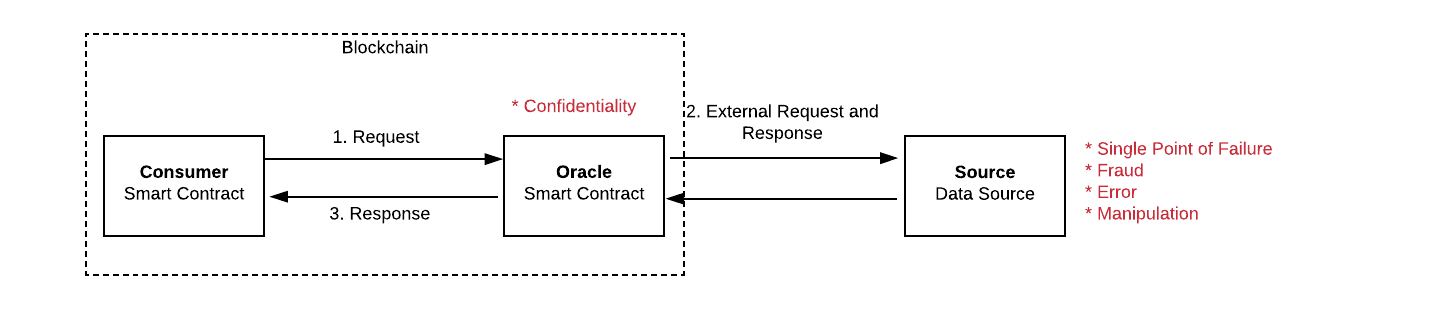 Blockchain
* Confidentiality
2. External Request and
Response
1. Request
Consumer
Smart Contract
Oracle
Smart Contract
Source
Data Source
* Single Point of Failure
* Fraud
* Error
* Manipulation
3. Response